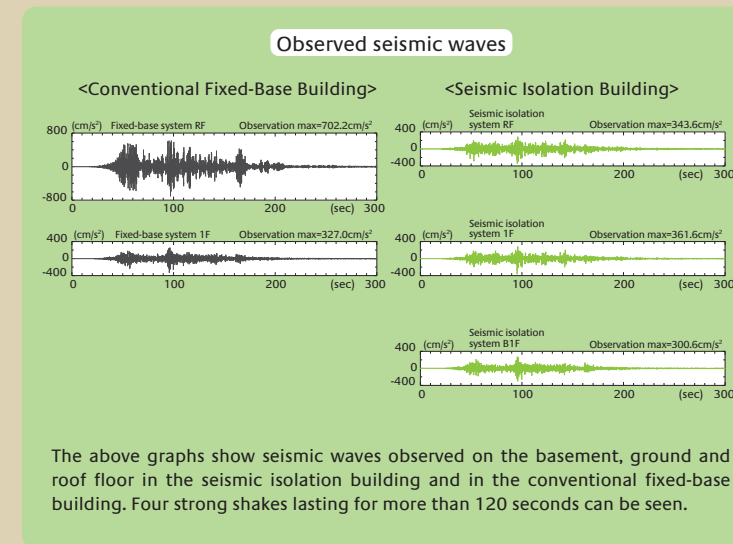 Observed seismic waves
<Conventional Fixed-Base Building>
(cm/s²) Fixed-base system RF Observation max=702.2cm/s²
800
0
-800
0 100 200 (sec) 300
(cm/s²) Fixed-base system 1F Observation max=327.0cm/s²
400
0
-400
0 100 200 (sec) 300
<Seismic Isolation Building>
Seismic isolation
(cm/s²) system RF Observation max=343.6cm/s²
400
0
-400
0 100 200 (sec) 300
Seismic isolation
(cm/s²) system 1F Observation max=361.6cm/s²
400
0
-400
0 100 200 (sec) 300
Seismic isolation
(cm/s²) system B1F Observation max=300.6cm/s²
400
0
-400
0 100 200 (sec) 300
The above graphs show seismic waves observed on the basement, ground and
roof floor in the seismic isolation building and in the conventional fixed-base
building. Four strong shakes lasting for more than 120 seconds can be seen.